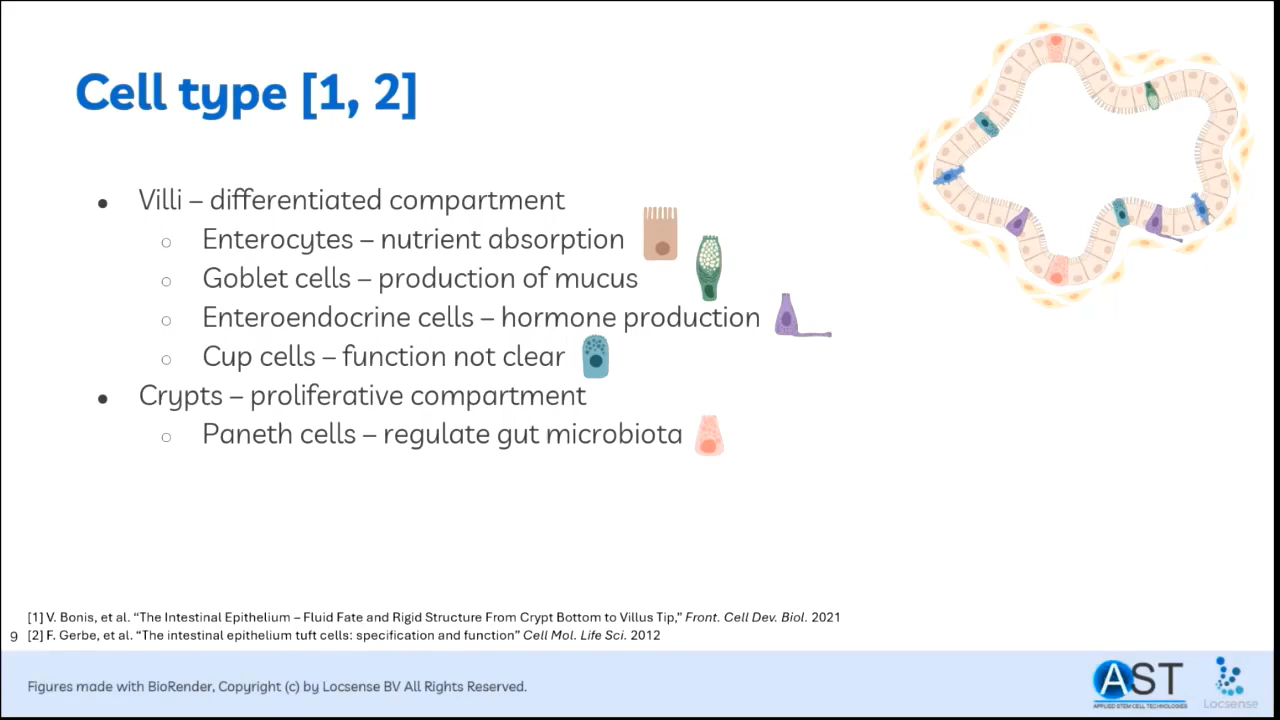 Cell type [1, 2]
● Villi – differentiated compartment
○ Enterocytes – nutrient absorption
○ Goblet cells – production of mucus
○ Enteroendocrine cells – hormone production
○ Cup cells – function not clear
● Crypts – proliferative compartment
○ Paneth cells – regulate gut microbiota
[1] V. Bonis, et al. “The Intestinal Epithelium – Fluid Fate and Rigid Structure From Crypt Bottom to Villus Tip,” Front. Cell Dev. Biol. 2021
9 [2] F. Gerbe, et al. “The intestinal epithelium tuft cells: specification and function” Cell Mol. Life Sci. 2012
Figures made with BioRender, Copyright (c) by Locsense BV All Rights Reserved.
AST
APPLIED STEM CELL TECHNOLOGIES
Locsense